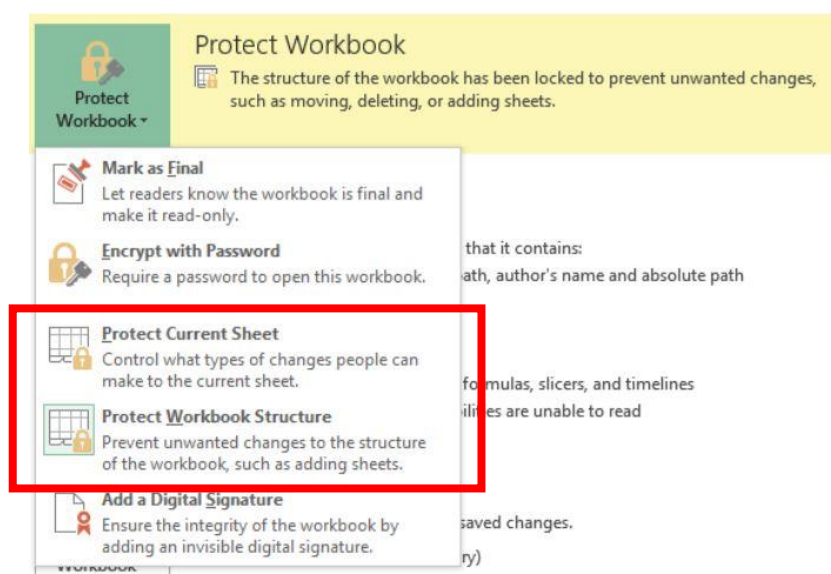 Protect Workbook
The structure of the workbook has been locked to prevent unwanted changes,
such as moving, deleting, or adding sheets.
Protect
Workbook
Mark as Final
Let readers know the workbook is final and
make it read-only.
Encrypt with Password
Require a password to open this workbook.
that it contains:
ath, author's name and absolute path
Protect Current Sheet
Control what types of changes people can
make to the current sheet.
formulas, slicers, and timelines
Protect Workbook Structure
ilities are unable to read
Prevent unwanted changes to the structure
of the workbook, such as adding sheets.
Add a Digital Signature
Ensure the integrity of the workbook by
saved changes.
adding an invisible digital signature.
ry)
Workbook